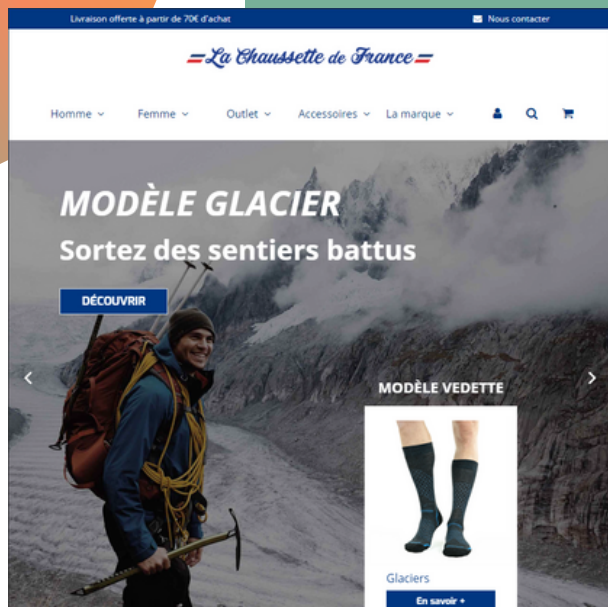 Livraison offerte à partir de 70€ d'achat
Nous contacter
La Chaussette de France
Homme
Femme
Outlet
Accessoires
La marque
MODÈLE GLACIER
Sortez des sentiers battus
DÉCOUVRIR
MODÈLE VEDETTE
Glaciers
En savoir +